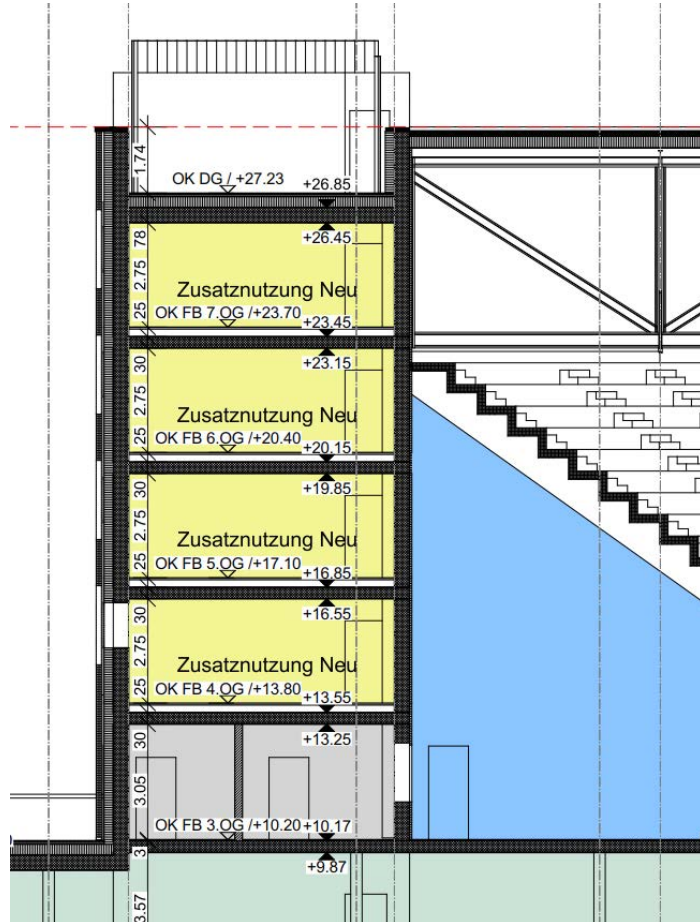 1.74
OK DG / +27.23
+26.85
78
+26.45
2.75
Zusatznutzung Neu
25
OK FB 7.OG /+23.70
+23.45
30
+23.15
2.75
Zusatznutzung Neu
25
OK FB 6.OG /+20.40
+20.15
30
+19.85
2.75
Zusatznutzung Neu
25
OK FB 5.OG /+17.10
+16.85
30
+16.55
2.75
Zusatznutzung Neu
25
OK FB 4.OG /+13.80
+13.55
30
+13.25
3.05
OK FB 3.OG /+10.20
+10.17
3
+9.87
3.57